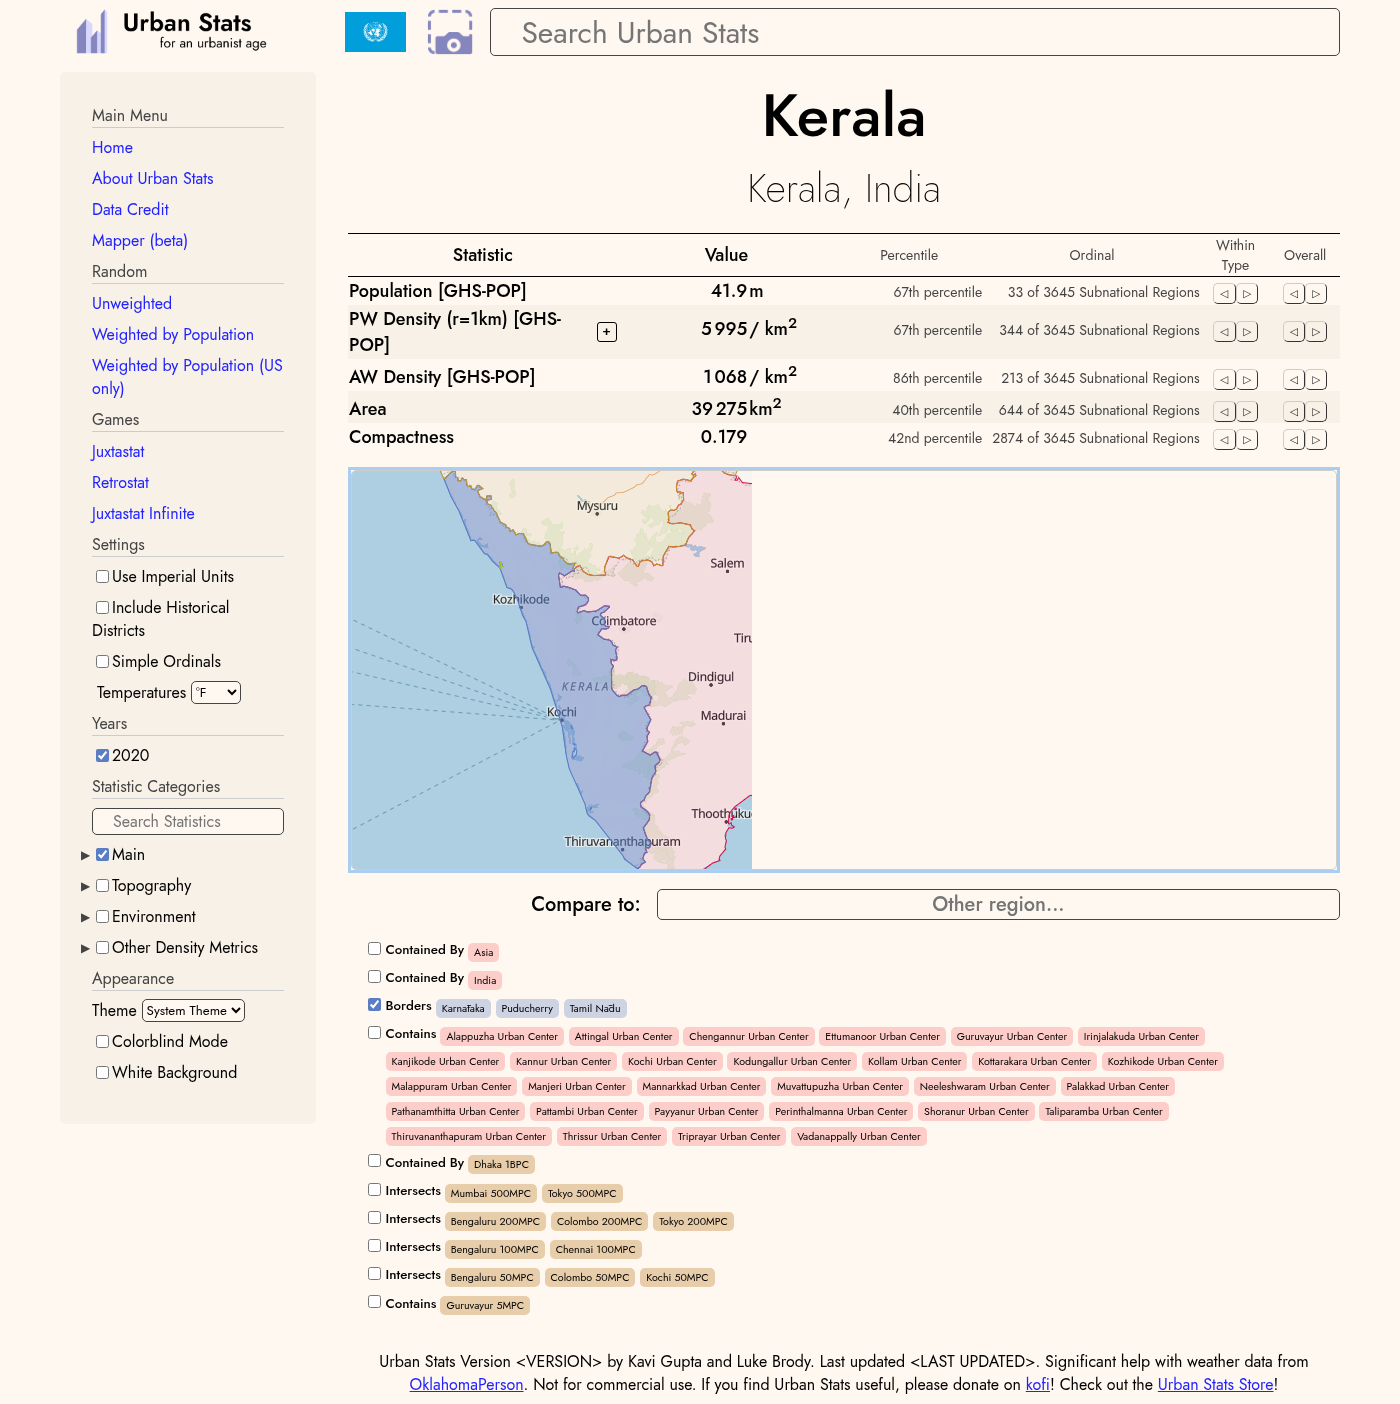 Urban Stats
for an urbanist age
Search Urban Stats
Main Menu
Home
About Urban Stats
Data Credit
Mapper (beta)
Random
Unweighted
Weighted by Population
Weighted by Population (US
only)
Games
Juxtastat
Retrostat
Juxtastat Infinite
Settings
Use Imperial Units
Include Historical
Districts
Simple Ordinals
Temperatures °F
Years
2020
Statistic Categories
Search Statistics
Main
Topography
Environment
Other Density Metrics
Appearance
Theme System Theme
Colorblind Mode
White Background
Kerala
Kerala, India
Statistic Value Percentile Ordinal Within Type Overall
Population [GHS-POP] 41.9 m 67th percentile 33 of 3645 Subnational Regions
PW Density (r=1km) [GHS-
POP] + 5 995 / km² 67th percentile 344 of 3645 Subnational Regions
AW Density [GHS-POP] 1 068 / km² 86th percentile 213 of 3645 Subnational Regions
Area 39 275 km² 40th percentile 644 of 3645 Subnational Regions
Compactness 0.179 42nd percentile 2874 of 3645 Subnational Regions
Mysuru
Salem
Kozhikode
Coimbatore
Tiru
Dindigul
KERALA
Kochi
Madurai
Thoothuku
Thiruvananthapuram
Compare to: Other region...
Contained By Asia
Contained By India
Borders Karnātaka Puducherry Tamil Nādu
Contains Alappuzha Urban Center Attingal Urban Center Chengannur Urban Center Ettumanoor Urban Center Guruvayur Urban Center Irinjalakuda Urban Center
Kanjikode Urban Center Kannur Urban Center Kochi Urban Center Kodungallur Urban Center Kollam Urban Center Kottarakara Urban Center Kozhikode Urban Center
Malappuram Urban Center Manjeri Urban Center Mannarkkad Urban Center Muvattupuzha Urban Center Neeleshwaram Urban Center Palakkad Urban Center
Pathanamthitta Urban Center Pattambi Urban Center Payyanur Urban Center Perinthalmanna Urban Center Shoranur Urban Center Taliparamba Urban Center
Thiruvananthapuram Urban Center Thrissur Urban Center Triprayar Urban Center Vadanappally Urban Center
Contained By Dhaka 1BPC
Intersects Mumbai 500MPC Tokyo 500MPC
Intersects Bengaluru 200MPC Colombo 200MPC Tokyo 200MPC
Intersects Bengaluru 100MPC Chennai 100MPC
Intersects Bengaluru 50MPC Colombo 50MPC Kochi 50MPC
Contains Guruvayur 5MPC
Urban Stats Version <VERSION> by Kavi Gupta and Luke Brody. Last updated <LAST UPDATED>. Significant help with weather data from
OklahomaPerson. Not for commercial use. If you find Urban Stats useful, please donate on kofi! Check out the Urban Stats Store!